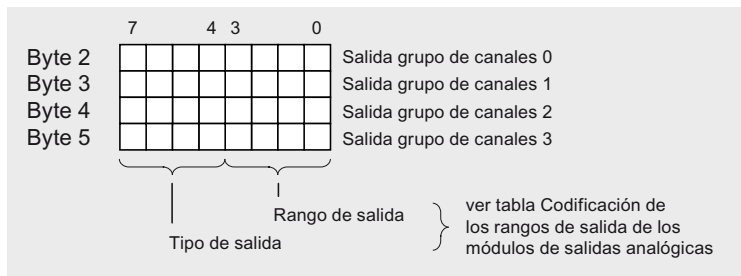 7 4 3 0
Byte 2 Salida grupo de canales 0
Byte 3 Salida grupo de canales 1
Byte 4 Salida grupo de canales 2
Byte 5 Salida grupo de canales 3
Rango de salida
Tipo de salida
ver tabla Codificación de
los rangos de salida de los
módulos de salidas analógicas